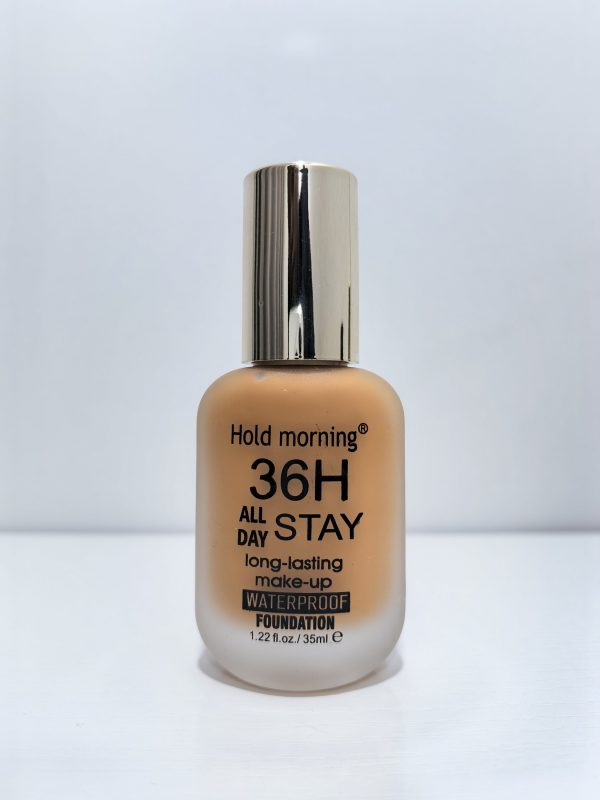 Hold morning®
36H
ALL DAY STAY
long-lasting
make-up
WATERPROOF
FOUNDATION
1.22 fl.oz./35ml ℮